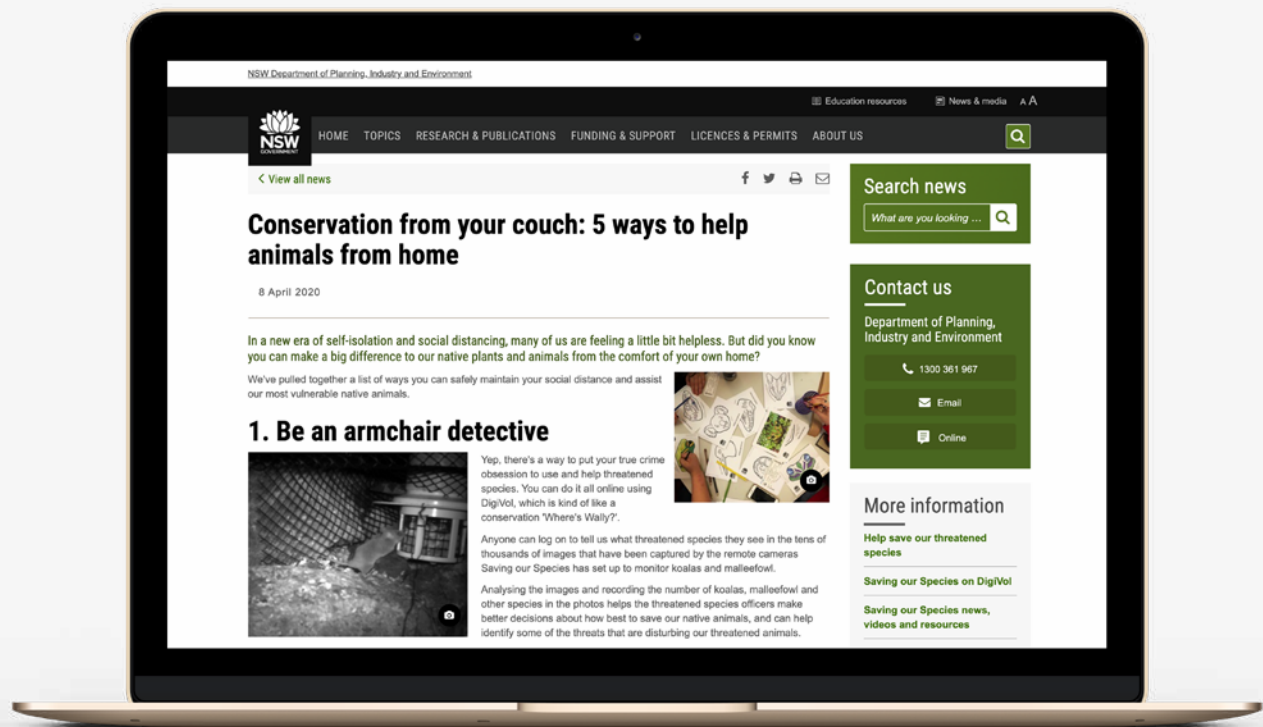 NSW Department of Planning, Industry and Environment
Education resources
News & media
A A
NSW
GOVERNMENT
HOME
TOPICS
RESEARCH & PUBLICATIONS
FUNDING & SUPPORT
LICENCES & PERMITS
ABOUT US
< View all news
Conservation from your couch: 5 ways to help
animals from home
8 April 2020
In a new era of self-isolation and social distancing, many of us are feeling a little bit helpless. But did you know
you can make a big difference to our native plants and animals from the comfort of your own home?
We've pulled together a list of ways you can safely maintain your social distance and assist
our most vulnerable native animals.
1. Be an armchair detective
Yep, there's a way to put your true crime
obsession to use and help threatened
species. You can do it all online using
DigiVol, which is kind of like a
conservation 'Where's Wally?'.
Anyone can log on to tell us what threatened species they see in the tens of
thousands of images that have been captured by the remote cameras
Saving our Species has set up to monitor koalas and malleefowl.
Analysing the images and recording the number of koalas, malleefowl and
other species in the photos helps the threatened species officers make
better decisions about how best to save our native animals, and can help
identify some of the threats that are disturbing our threatened animals.
Search news
What are you looking ...
Contact us
Department of Planning,
Industry and Environment
1300 361 967
Email
Online
More information
Help save our threatened
species
Saving our Species on DigiVol
Saving our Species news,
videos and resources